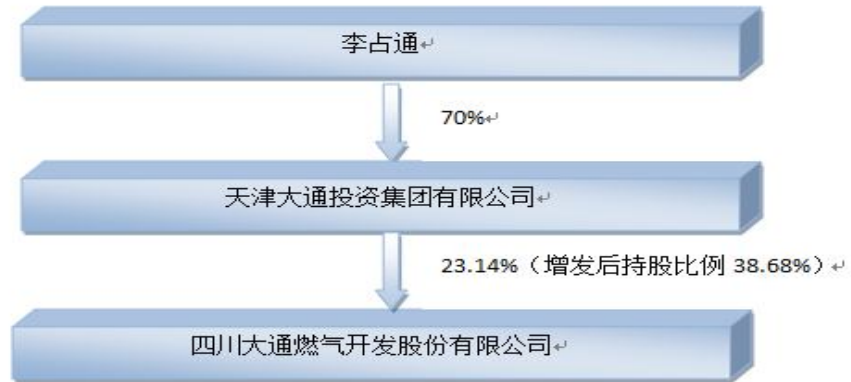 李占通
70%
天津大通投资集团有限公司
23.14%（增发后持股比例 38.68%）
四川大通燃气开发股份有限公司